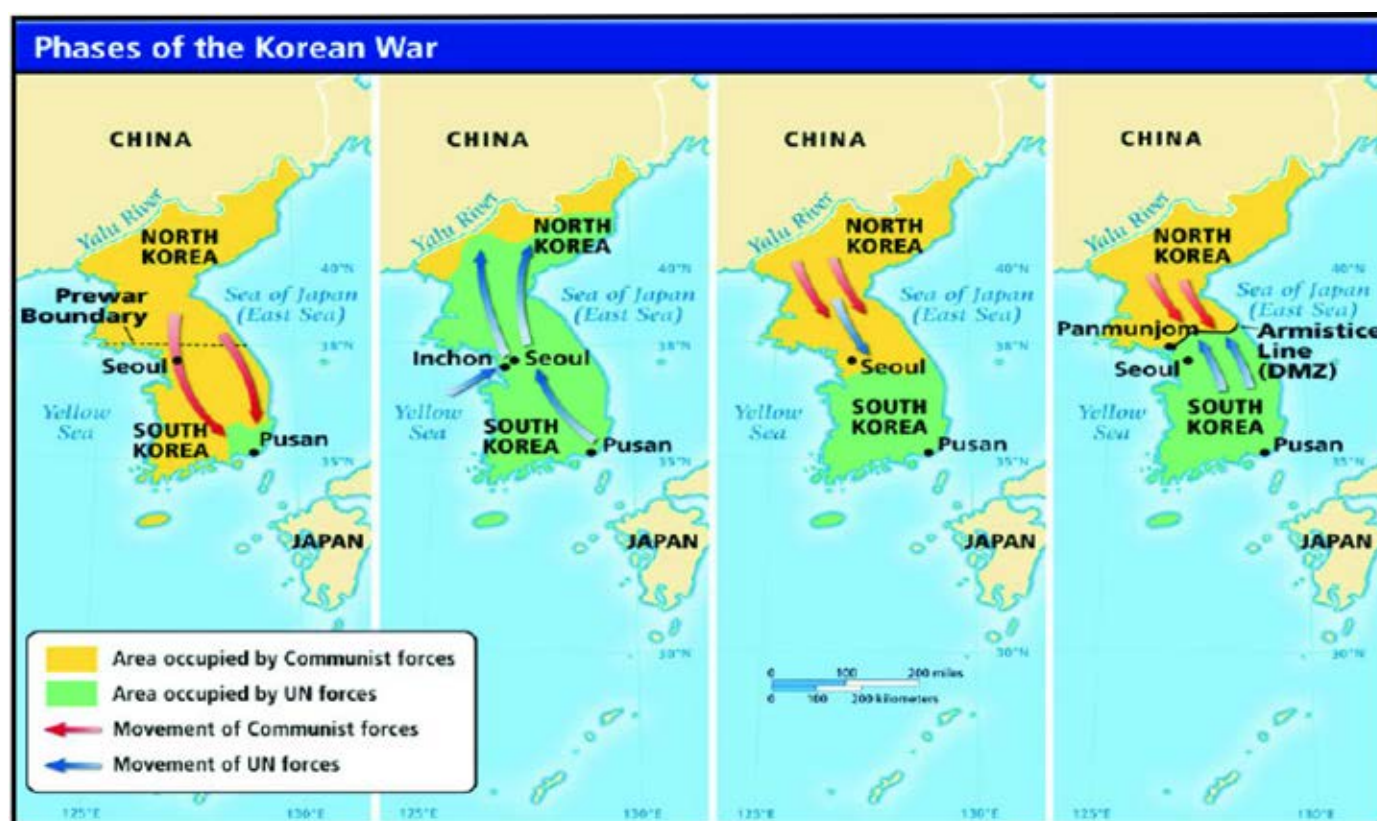 Phases of the Korean War
CHINA
Yalu River
NORTH
KOREA
40°N
Prewar
Boundary
Sea of Japan
(East Sea)
38°N
Seoul
Yellow
Sea
SOUTH
KOREA
Pusan
35°N
JAPAN
Area occupied by Communist forces
Area occupied by UN forces
Movement of Communist forces
Movement of UN forces
125°E
130°E
CHINA
Yalu River
NORTH
KOREA
40°N
Sea of Japan
(East Sea)
38°N
Inchon
Seoul
Yellow
Sea
SOUTH
KOREA
Pusan
35°N
JAPAN
30°N
125°E
130°E
CHINA
Yalu River
NORTH
KOREA
40°N
Sea of Japan
(East Sea)
38°N
Seoul
Yellow
Sea
SOUTH
KOREA
Pusan
35°N
JAPAN
30°N
0 100 200 miles
0 100 200 kilometers
125°E
130°E
CHINA
Yalu River
NORTH
KOREA
40°N
Sea of Japan
(East Sea)
Panmunjom
Armistice
Line
(DMZ)
38°N
Seoul
Yellow
Sea
SOUTH
KOREA
Pusan
35°N
JAPAN
30°N
125°E
130°E